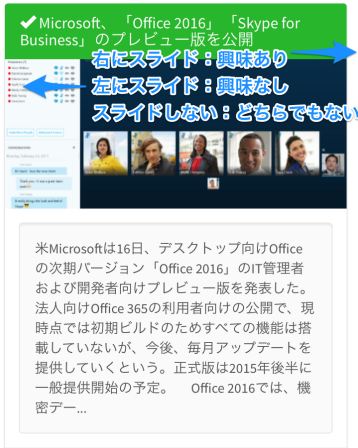 ✔Microsoft、「Office 2016」「Skype for
Business」のプレビュー版を公開
右にスライド：興味あり
左にスライド：興味なし
スライドしない：どちらでもない
米Microsoftは16日、デスクトップ向けOffice
の次期バージョン「Office 2016」のIT管理者
および開発者向けプレビュー版を発表した。
法人向けOffice 365の利用者向けの公開で、現
時点では初期ビルドのためすべての機能は搭
載していないが、今後、毎月アップデートを
提供していくという。正式版は2015年後半に
一般提供開始の予定。　Office 2016では、機
密デー...